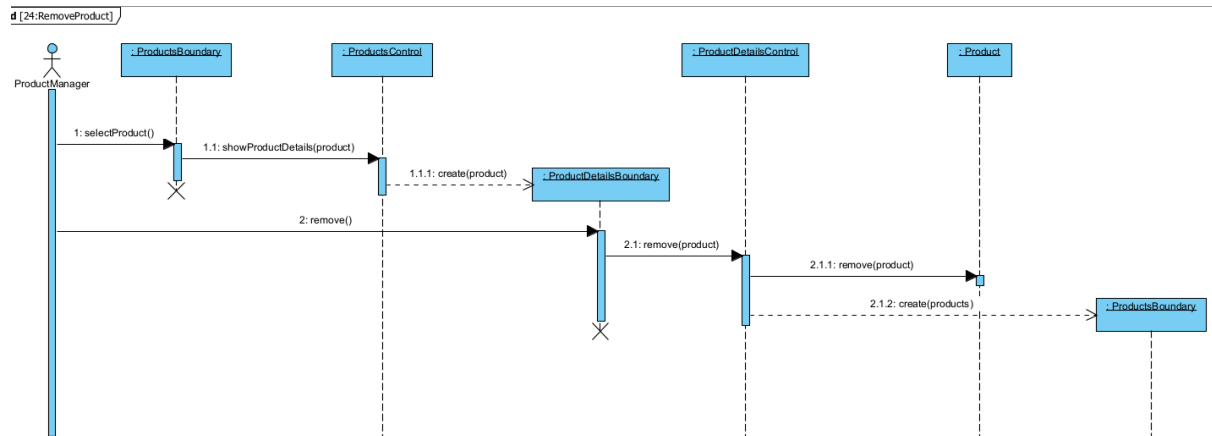 d [24:RemoveProduct]
: ProductsBoundary
: ProductsControl
: ProductDetailsControl
: Product
ProductManager
1: selectProduct()
1.1: showProductDetails(product)
1.1.1: create(product)
: ProductDetailsBoundary
2: remove()
2.1: remove(product)
2.1.1: remove(product)
2.1.2: create(products)
: ProductsBoundary